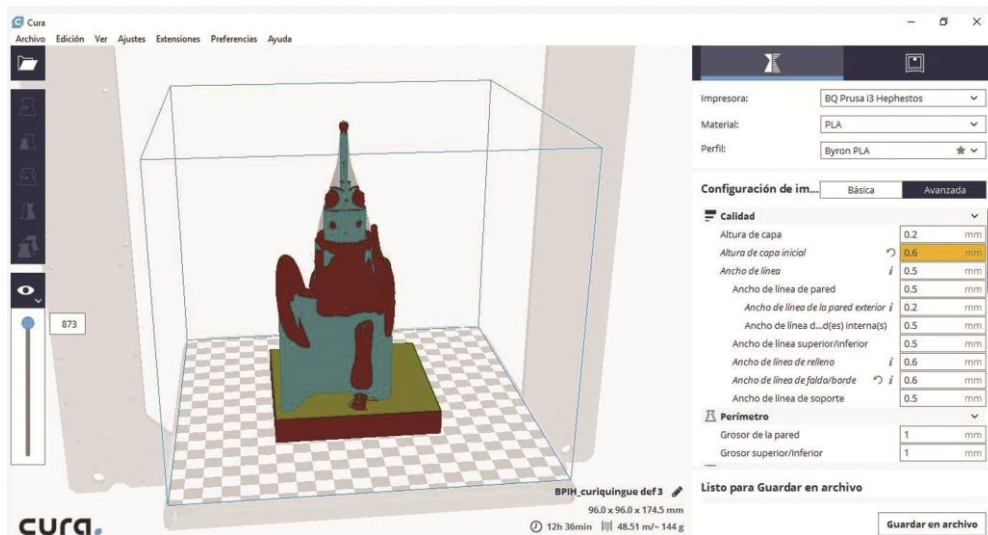 Cura
Archivo Edición Ver Ajustes Extensiones Preferencias Ayuda
873
BPIH_curiquingue def 3
96.0 x 96.0 x 174.5 mm
12h 36min 48.51 m/~ 144 g
cura.
Impresora: BQ Prusa i3 Hephestos
Material: PLA
Perfil: Byron PLA
Configuración de im... Básica Avanzada
Calidad
Altura de capa 0.2 mm
Altura de capa inicial 0.6 mm
Ancho de línea i 0.5 mm
Ancho de línea de pared 0.5 mm
Ancho de línea de la pared exterior i 0.2 mm
Ancho de línea d...d(es) interna(s) 0.5 mm
Ancho de línea superior/inferior 0.5 mm
Ancho de línea de relleno i 0.6 mm
Ancho de línea de falda/borde i 0.6 mm
Ancho de línea de soporte 0.5 mm
Perímetro
Grosor de la pared 1 mm
Grosor superior/inferior 1 mm
Listo para Guardar en archivo
Guardar en archivo